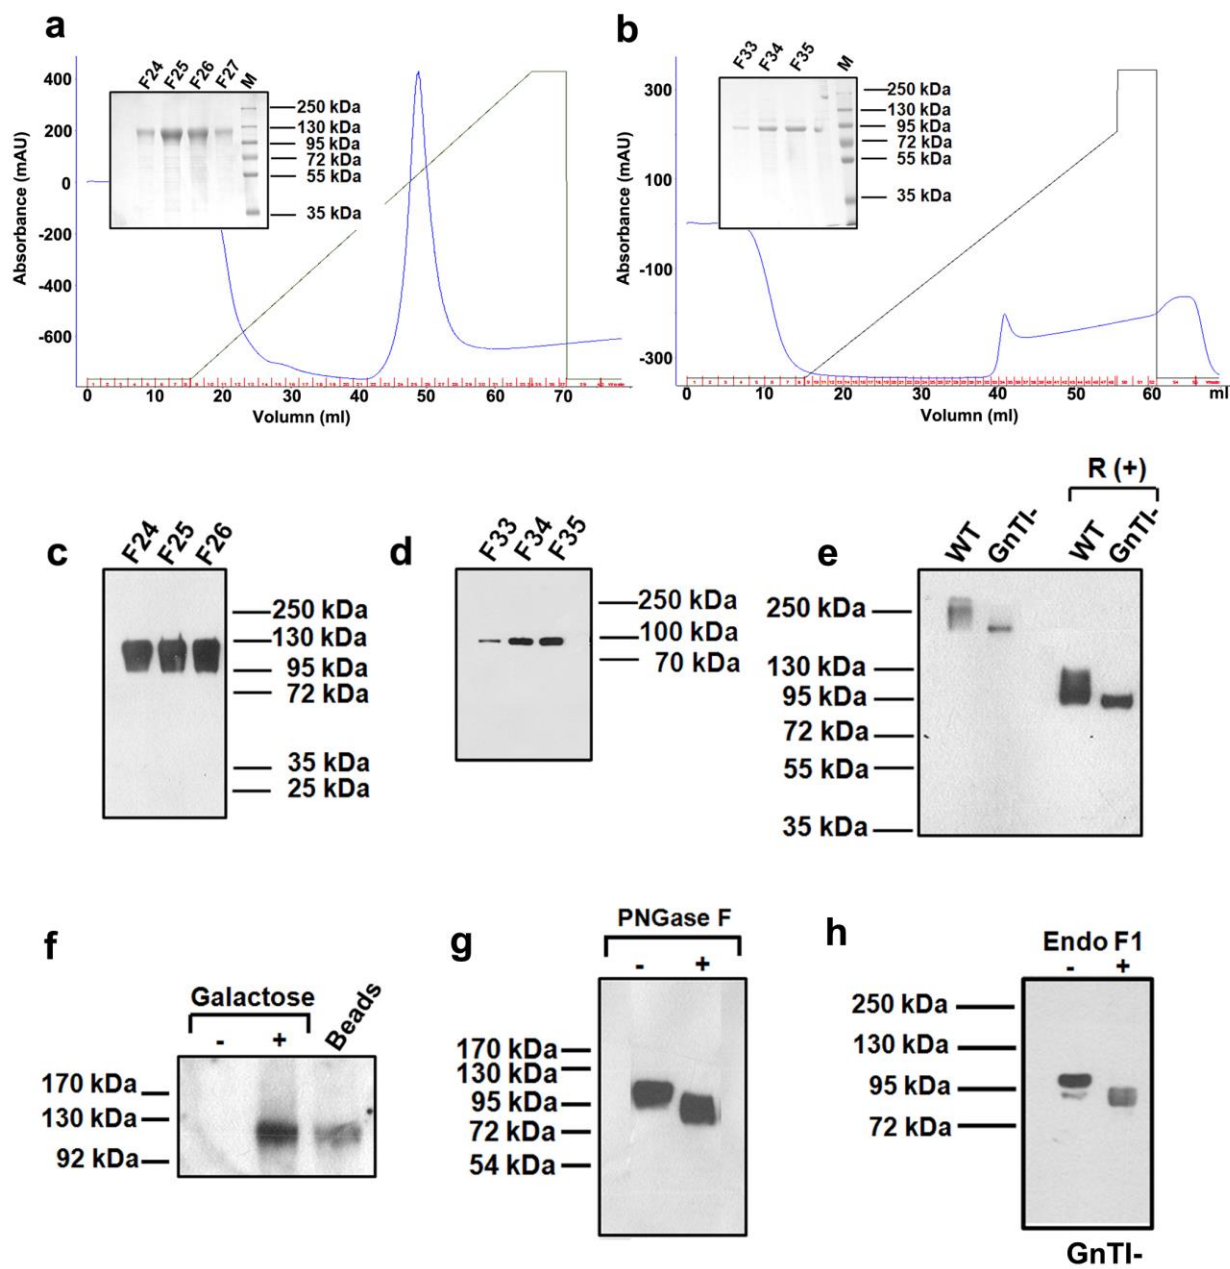 a
Absorbance (mAU)
400
200
0
-200
-400
-600
F24 F25 F26 F27 M
250 kDa
130 kDa
95 kDa
72 kDa
55 kDa
35 kDa
0 10 20 30 40 50 60 70
Volumn (ml)
b
Absorbance (mAU)
300
100
-100
-300
F33 F34 F35 M
250 kDa
130 kDa
95 kDa
72 kDa
55 kDa
35 kDa
0 10 20 30 40 50 60 ml
Volumn (ml)
c
F24 F25 F26
250 kDa
130 kDa
95 kDa
72 kDa
35 kDa
25 kDa
d
F33 F34 F35
250 kDa
100 kDa
70 kDa
e
R (+)
WT GnTI- WT GnTI-
250 kDa
130 kDa
95 kDa
72 kDa
55 kDa
35 kDa
f
Galactose
- + Beads
170 kDa
130 kDa
92 kDa
g
PNGase F
- +
170 kDa
130 kDa
95 kDa
72 kDa
54 kDa
h
Endo F1
- +
250 kDa
130 kDa
95 kDa
72 kDa
GnTI-